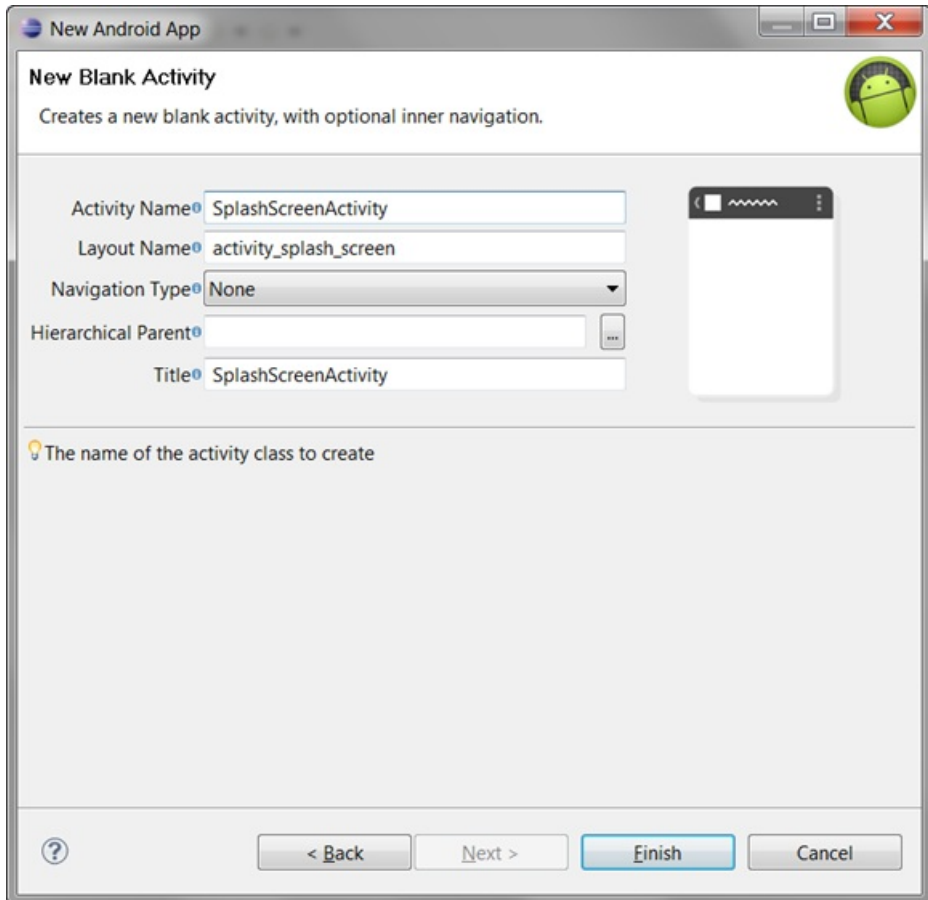 New Android App
New Blank Activity
Creates a new blank activity, with optional inner navigation.
Activity Name SplashScreenActivity
Layout Name activity_splash_screen
Navigation Type None
Hierarchical Parent ...
Title SplashScreenActivity
The name of the activity class to create
? < Back Next > Finish Cancel